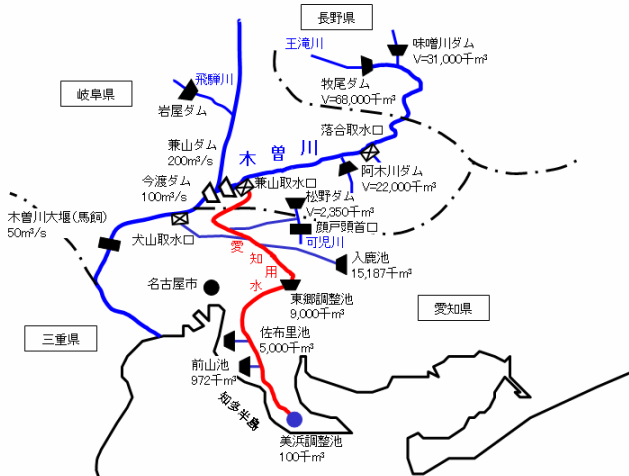 長野県
王滝川
味噌川ダム
V=31,000千m³
牧尾ダム
V=68,000千m³
飛騨川
岐阜県
岩屋ダム
落合取水口
兼山ダム
200m³/s
木曽川
阿木川ダム
V=22,000千m³
今渡ダム
100m³/s
兼山取水口
松野ダム
V=2,350千m³
木曽川大堰(馬飼)
50m³/s
犬山取水口
顔戸頭首口
可児川
愛知用水
入鹿池
15,187千m³
名古屋市
東郷調整池
9,000千m³
愛知県
三重県
佐布里池
5,000千m³
前山池
972千m³
知多半島
美浜調整池
100千m³